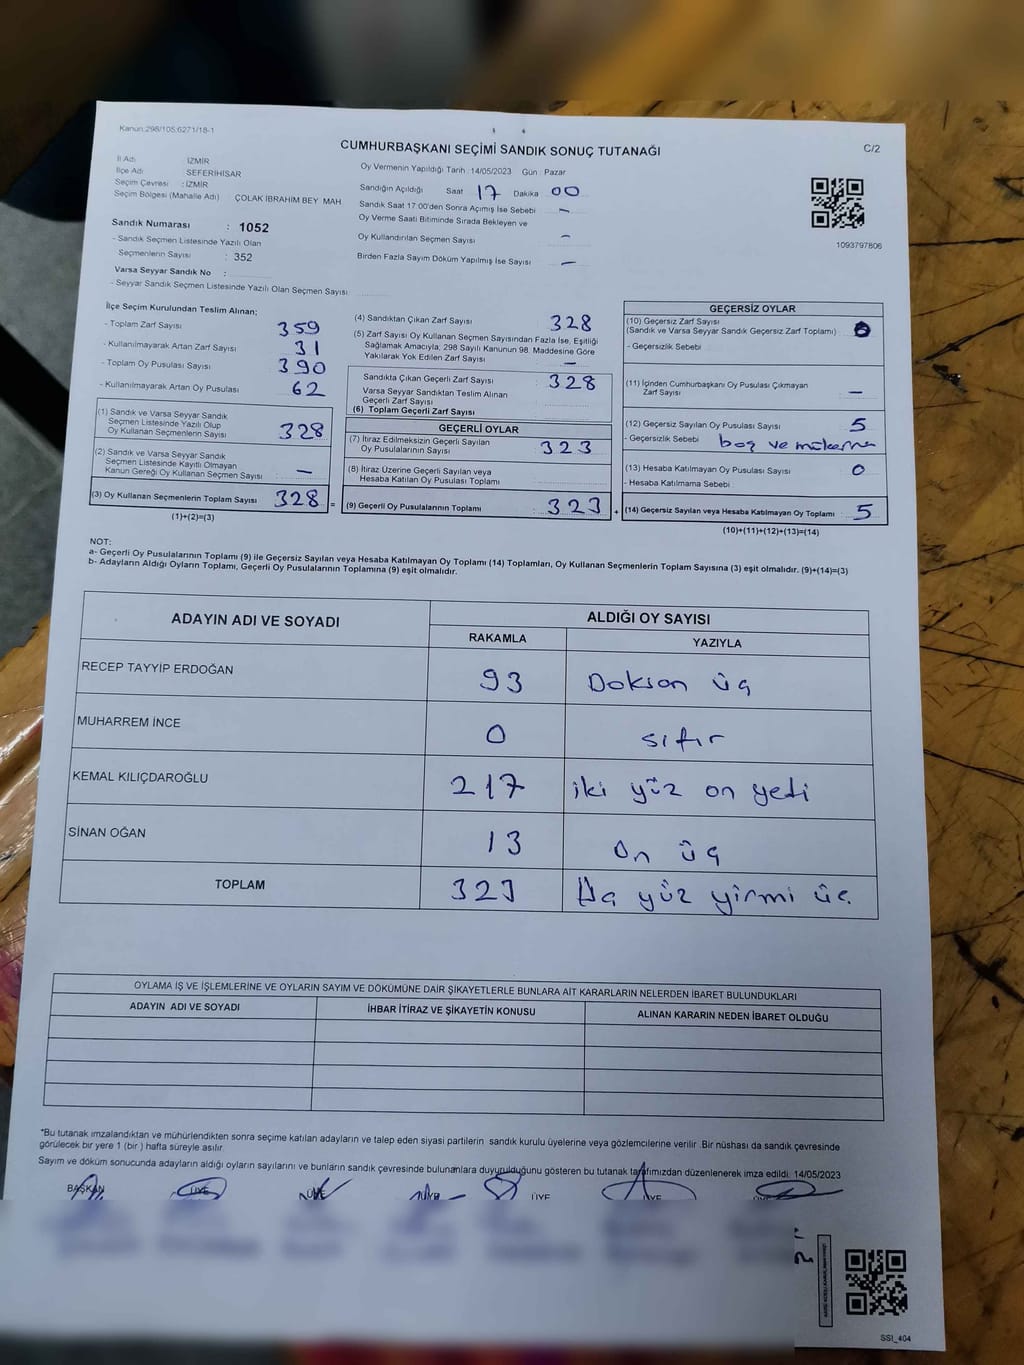 Kanun:298/105,6271/18-1
CUMHURBAŞKANI SEÇİMİ SANDIK SONUÇ TUTANAĞI
C/2
İl Adı İZMİR
İlçe Adı SEFERİHİSAR
Seçim Çevresi : İZMİR
Seçim Bölgesi (Mahalle Adı) ÇOLAK İBRAHİM BEY MAH
Sandık Numarası : 1052
- Sandık Seçmen Listesinde Yazılı Olan
Seçmenlerin Sayısı : 352
Varsa Seyyar Sandık No :
- Seyyar Sandık Seçmen Listesinde Yazılı Olan Seçmen Sayısı
Oy Vermenin Yapıldığı Tarih :14/05/2023 Gün : Pazar
Sandığın Açıldığı Saat 17 Dakika 00
Sandık Saat 17:00'den Sonra Açımış İse Sebebi —
Oy Verme Saati Bitiminde Sırada Bekleyen ve
Oy Kullandırılan Seçmen Sayısı —
Birden Fazla Sayım Döküm Yapılmış İse Sayısı —
1093797806
İlçe Seçim Kurulundan Teslim Alınan;
- Toplam Zarf Sayısı 359
- Kullanılmayarak Artan Zarf Sayısı 31
- Toplam Oy Pusulası Sayısı 390
- Kullanılmayarak Artan Oy Pusulası 62
(1) Sandık ve Varsa Seyyar Sandık
Seçmen Listesinde Yazılı Olup
Oy Kullanan Seçmenlerin Sayısı 328
(2) Sandık ve Varsa Seyyar Sandık
Seçmen Listesinde Kayıtlı Olmayan
Kanun Gereği Oy Kullanan Seçmen Sayısı : —
(3) Oy Kullanan Seçmenlerin Toplam Sayısı 328 =
(1)+(2)=(3)
(4) Sandıktan Çıkan Zarf Sayısı 328
(5) Zarf Sayısı Oy Kullanan Seçmen Sayısından Fazla İse, Eşitliği
Sağlamak Amacıyla; 298 Sayılı Kanunun 98. Maddesine Göre
Yakılarak Yok Edilen Zarf Sayısı —
Sandıkta Çıkan Geçerli Zarf Sayısı : 328
Varsa Seyyar Sandıktan Teslim Alınan
Geçerli Zarf Sayısı
(6) Toplam Geçerli Zarf Sayısı
GEÇERLİ OYLAR
(7) İtiraz Edilmeksizin Geçerli Sayılan
Oy Pusulalarının Sayısı : 323
(8) İtiraz Üzerine Geçerli Sayılan veya
Hesaba Katılan Oy Pusulası Toplamı
(9) Geçerli Oy Pusulalarının Toplamı : 323 +
GEÇERSİZ OYLAR
(10) Geçersiz Zarf Sayısı
(Sandık ve Varsa Seyyar Sandık Geçersiz Zarf Toplamı) : 0
- Geçersizlik Sebebi
(11) İçinden Cumhurbaşkanı Oy Pusulası Çıkmayan
Zarf Sayısı —
(12) Geçersiz Sayılan Oy Pusulası Sayısı 5
- Geçersizlik Sebebi : boş ve
(13) Hesaba Katılmayan Oy Pusulası Sayısı 0
- Hesaba Katılmama Sebebi
(14) Geçersiz Sayılan veya Hesaba Katılmayan Oy Toplamı : 5
(10)+(11)+(12)+(13)=(14)
NOT:
a- Geçerli Oy Pusulalarının Toplamı (9) ile Geçersiz Sayılan veya Hesaba Katılmayan Oy Toplamı (14) Toplamları, Oy Kullanan Seçmenlerin Toplam Sayısına (3) eşit olmalıdır. (9)+(14)=(3)
b- Adayların Aldığı Oyların Toplamı, Geçerli Oy Pusulalarının Toplamına (9) eşit olmalıdır.
ADAYIN ADI VE SOYADI ALDIĞI OY SAYISI
RAKAMLA YAZIYLA
RECEP TAYYİP ERDOĞAN 93 Doksan üç
MUHARREM İNCE 0 sıfır
KEMAL KILIÇDAROĞLU 217 iki yüz on yedi
SİNAN OĞAN 13 on üç
TOPLAM 323 Üç yüz yirmi üç
OYLAMA İŞ VE İŞLEMLERİNE VE OYLARIN SAYIM VE DÖKÜMÜNE DAİR ŞİKAYETLERLE BUNLARA AİT KARARLARIN NELERDEN İBARET BULUNDUKLARI
ADAYIN ADI VE SOYADI İHBAR İTİRAZ VE ŞİKAYETİN KONUSU ALINAN KARARIN NEDEN İBARET OLDUĞU
*Bu tutanak imzalandıktan ve mühürlendikten sonra seçime katılan adayların ve talep eden siyasi partilerin sandık kurulu üyelerine veya gözlemcilerine verilir. Bir nüshası da sandık çevresinde
görülecek bir yere 1 (bir ) hafta süreyle asılır.
Sayım ve döküm sonucunda adayların aldığı oyların sayılarını ve bunların sandık çevresinde bulunanlara duyurulduğunu gösteren bu tutanak tarafımızdan düzenlenerek imza edildi. 14/05/2023
BAŞKAN ÜYE ÜYE ÜYE ÜYE ÜYE ÜYE
SSI_404